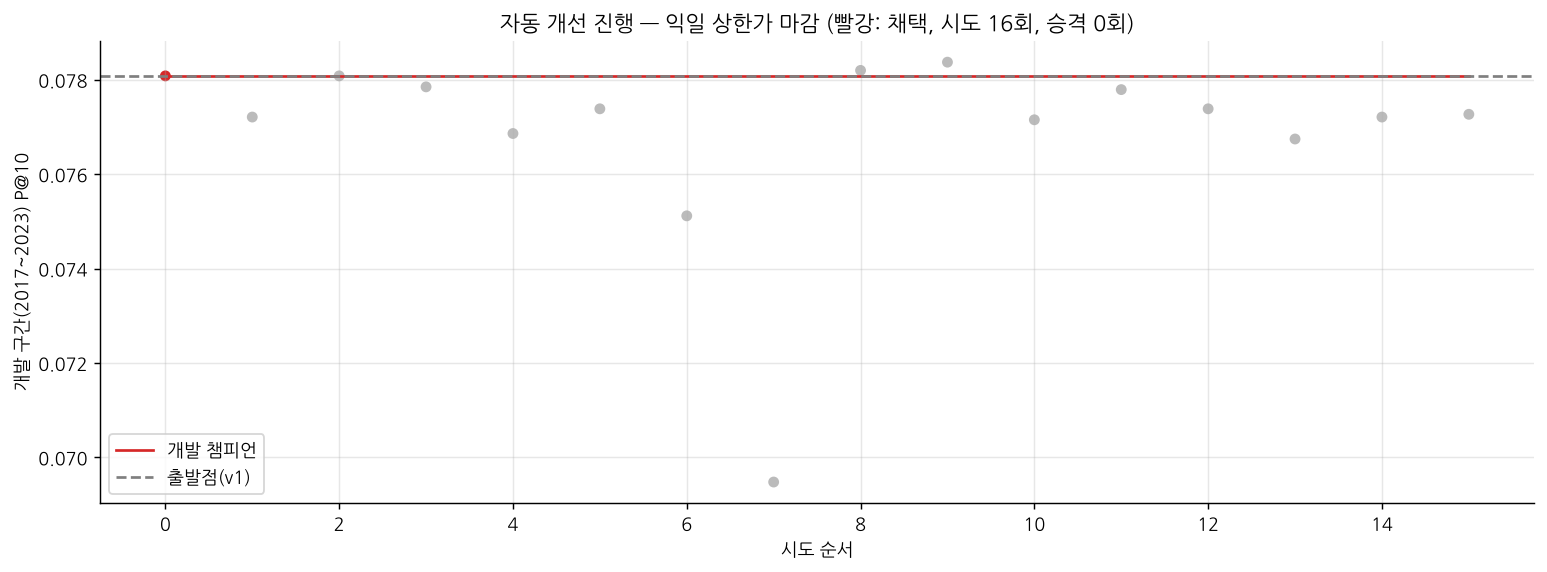 자동 개선 진행 — 익일 상한가 마감 (빨강: 채택, 시도 16회, 승격 0회)
개발 구간(2017~2023) P@10
0.078
0.076
0.074
0.072
0.070
개발 챔피언
출발점(v1)
0 2 4 6 8 10 12 14
시도 순서